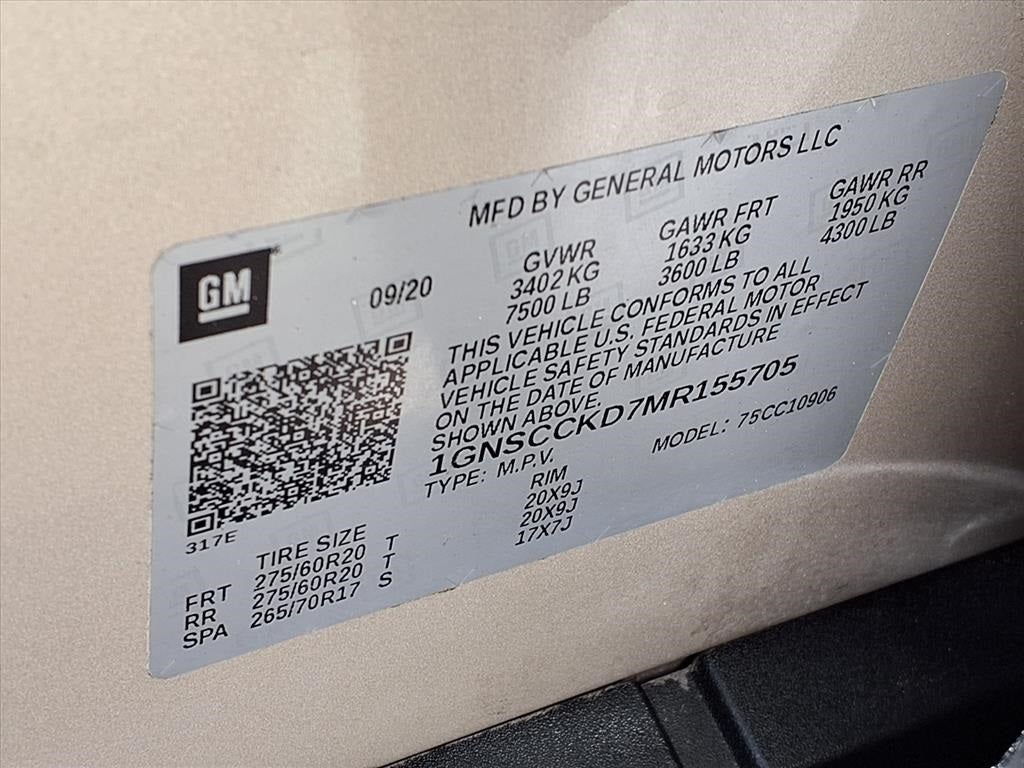 MFD BY GENERAL MOTORS LLC
GM
09/20
GVWR GAWR FRT GAWR RR
3402 KG 1633 KG 1950 KG
7500 LB 3600 LB 4300 LB
THIS VEHICLE CONFORMS TO ALL
APPLICABLE U.S. FEDERAL MOTOR
VEHICLE SAFETY STANDARDS IN EFFECT
ON THE DATE OF MANUFACTURE
SHOWN ABOVE.
1GNSCCKD7MR155705
TYPE: M.P.V. MODEL: 75CC10906
317E
TIRE SIZE RIM
FRT 275/60R20 T 20X9J
RR 275/60R20 T 20X9J
SPA 265/70R17 S 17X7J